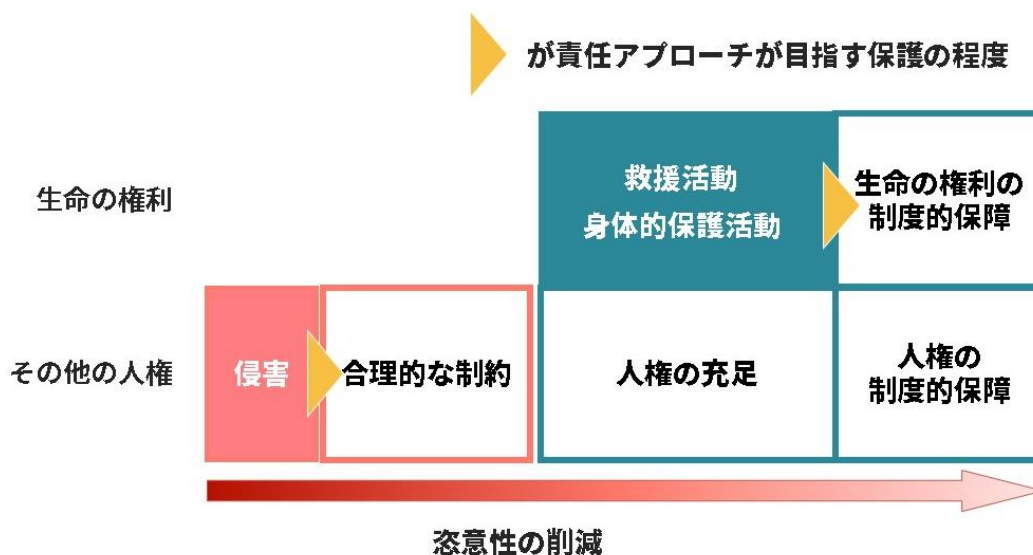 が責任アプローチが目指す保護の程度
生命の権利
救援活動
身体的保護活動
生命の権利の
制度的保障
その他の人権
侵害
合理的な制約
人権の充足
人権の
制度的保障
恣意性の削減